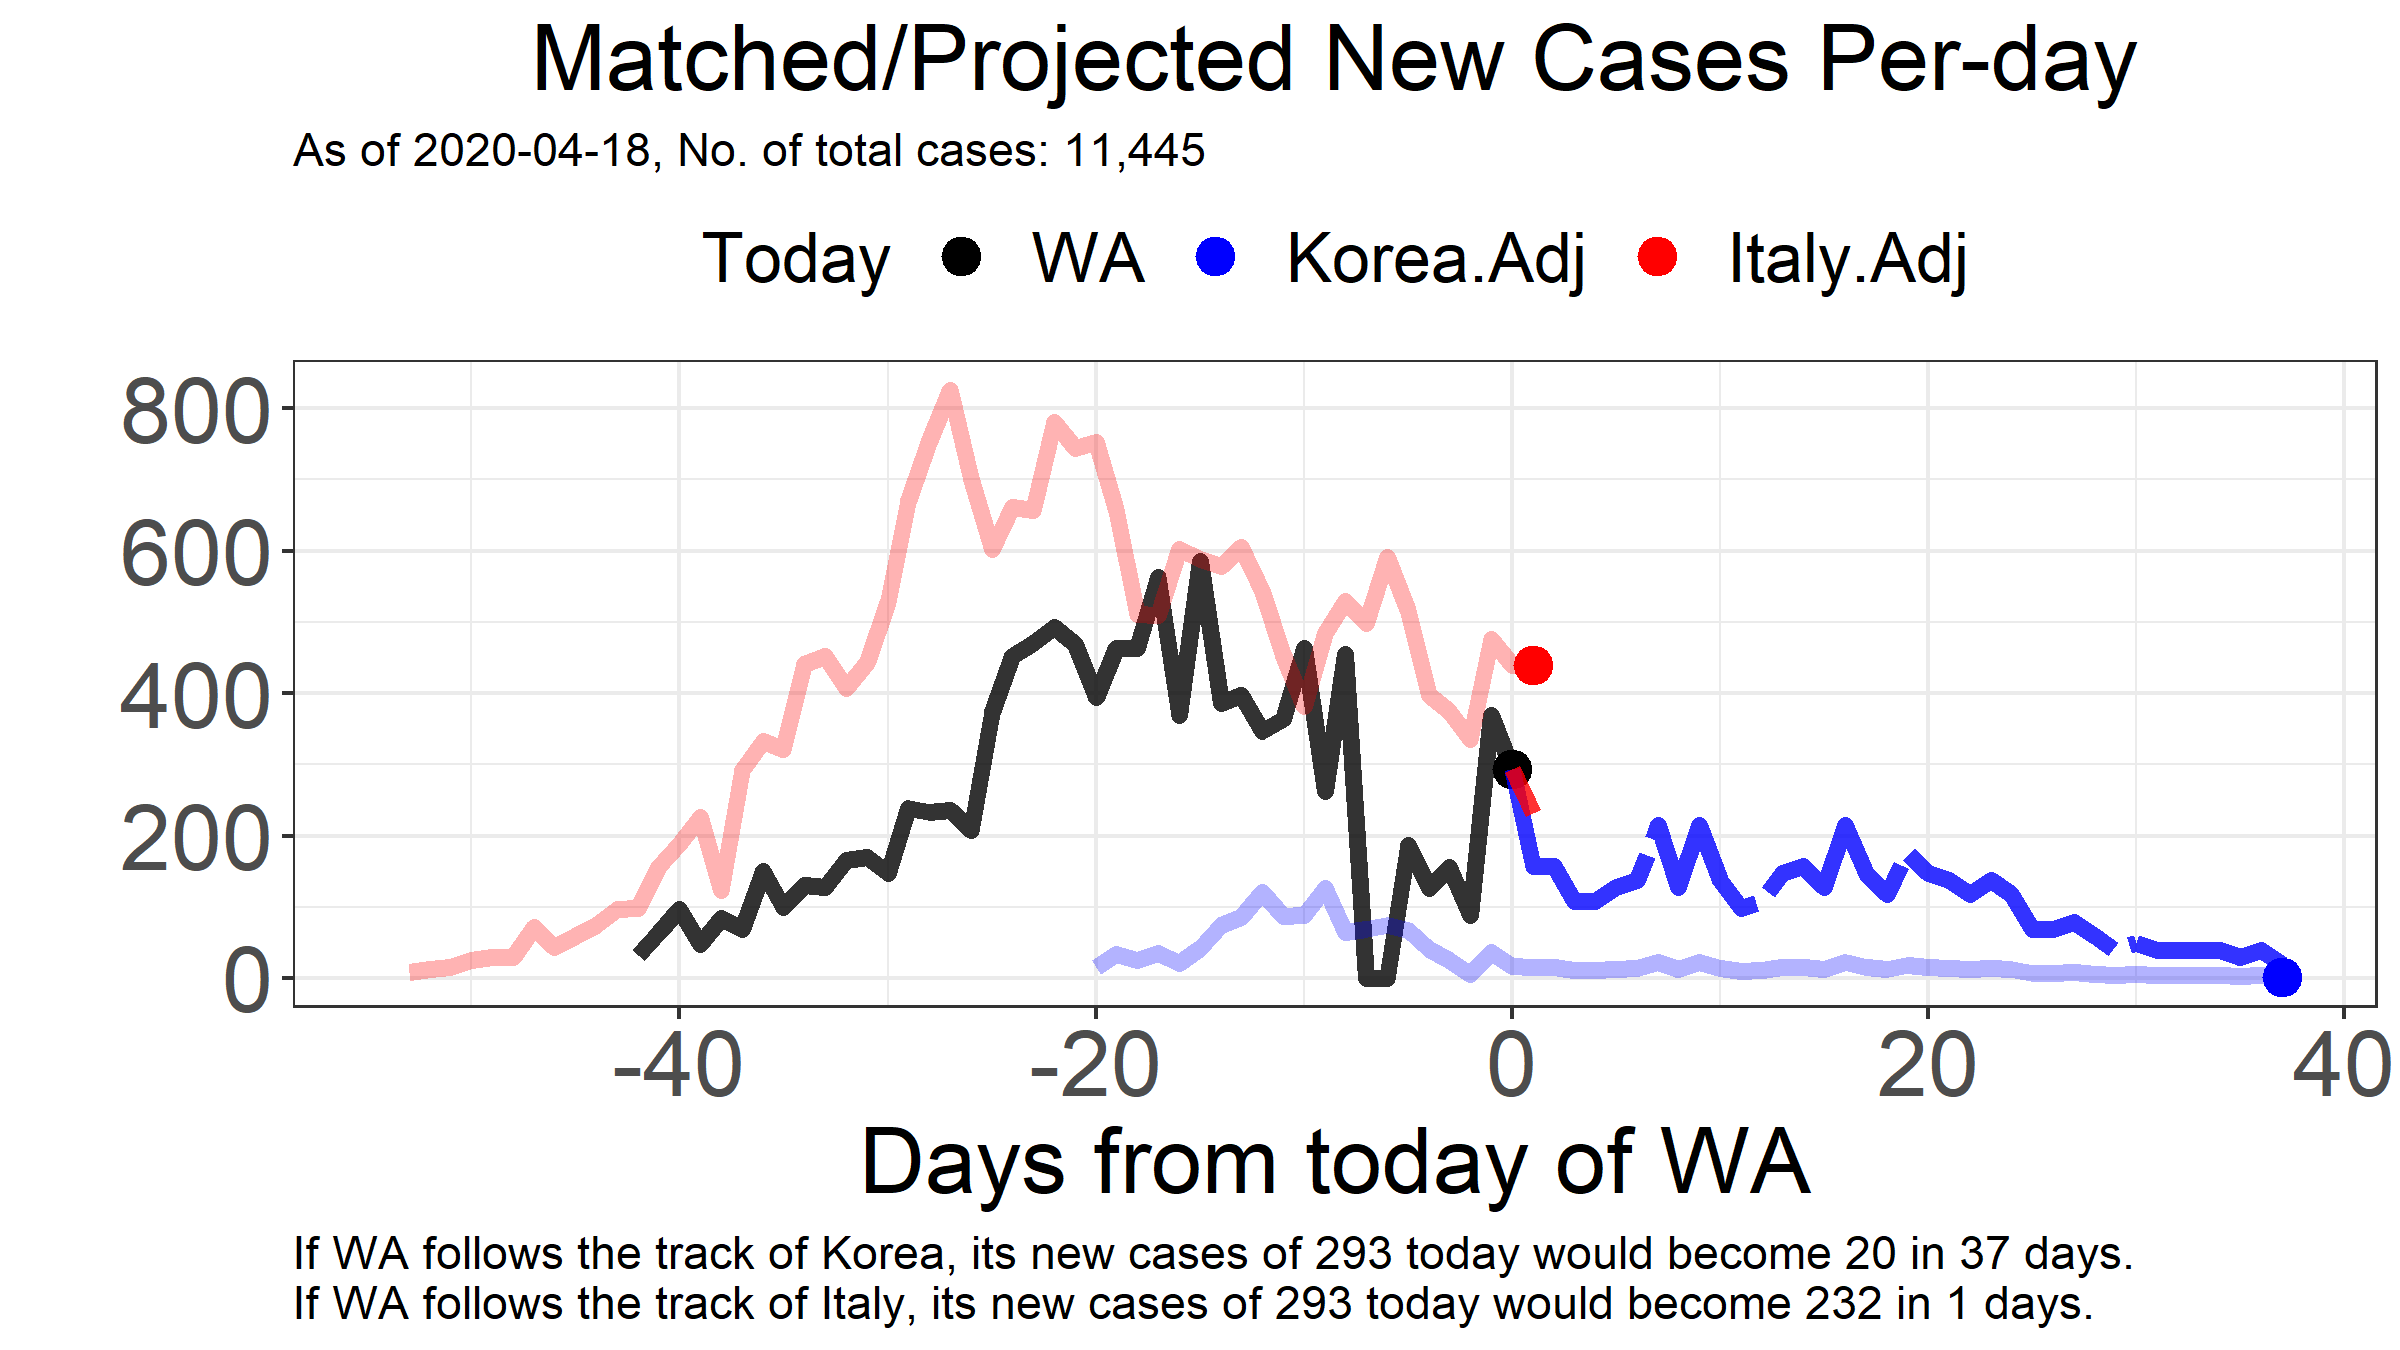 Matched/Projected New Cases Per-day
As of 2020-04-18, No. of total cases: 11,445
Today WA Korea.Adj Italy.Adj
800
600
400
200
0
-40 -20 0 20 40
Days from today of WA
If WA follows the track of Korea, its new cases of 293 today would become 20 in 37 days.
If WA follows the track of Italy, its new cases of 293 today would become 232 in 1 days.